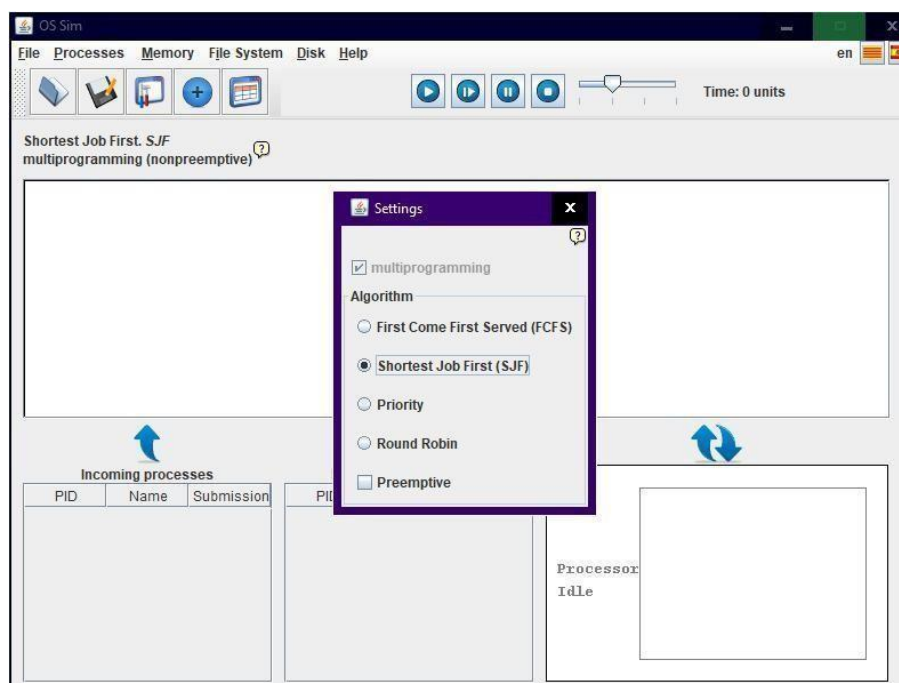 OS Sim
File Processes Memory File System Disk Help
en
Time: 0 units
Shortest Job First. SJF
multiprogramming (nonpreemptive)
Settings
multiprogramming
Algorithm
First Come First Served (FCFS)
Shortest Job First (SJF)
Priority
Round Robin
Preemptive
Incoming processes
PID Name Submission
Processor
Idle